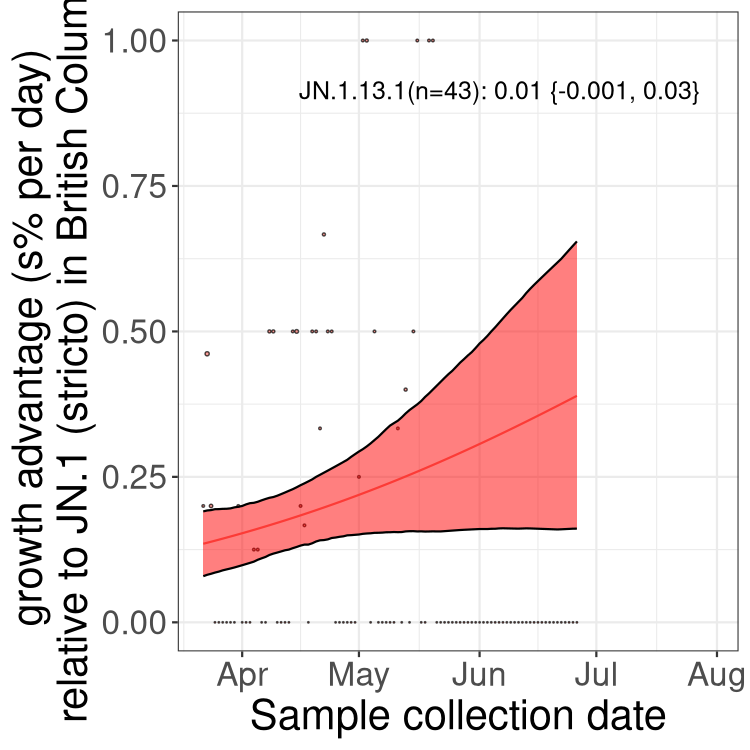 growth advantage (s% per day)
relative to JN.1 (stricto) in British Colum
1.00
0.75
0.50
0.25
0.00
JN.1.13.1(n=43): 0.01 {-0.001, 0.03}
Apr May Jun Jul Aug
Sample collection date